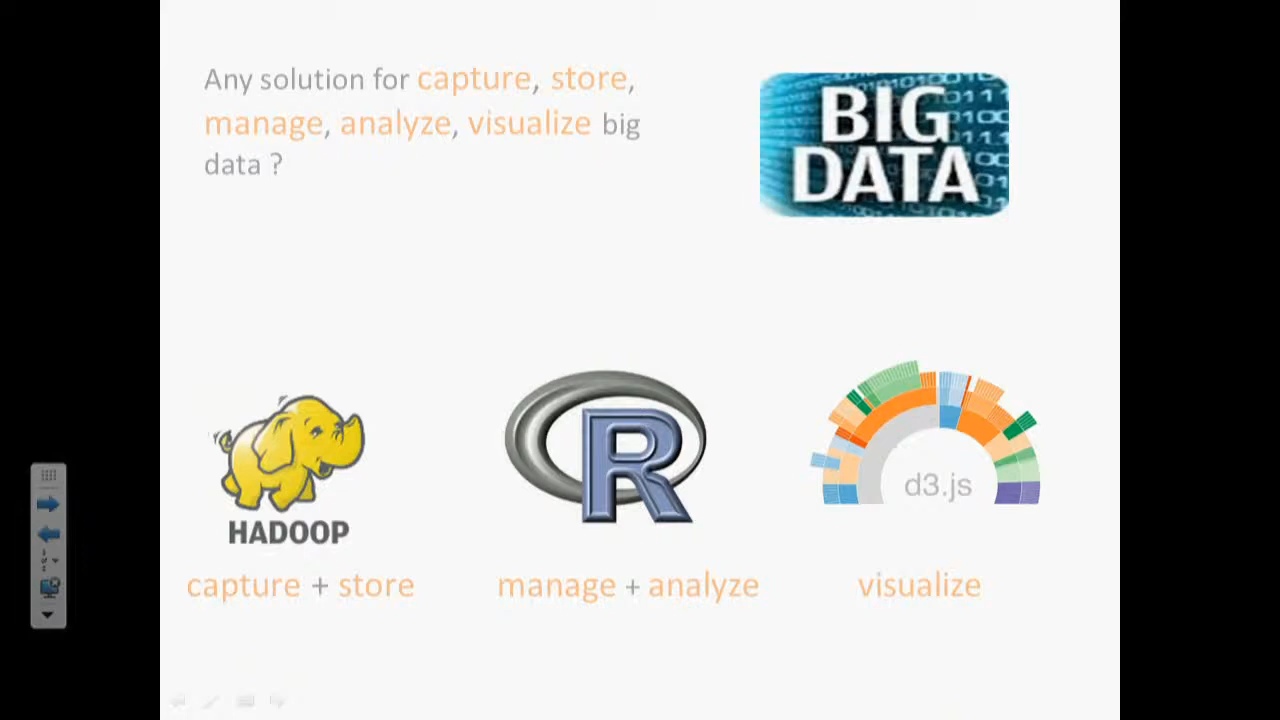 Any solution for capture, store,
manage, analyze, visualize big
data ?
BIG
DATA
HADOOP
R
d3.js
capture + store
manage + analyze
visualize